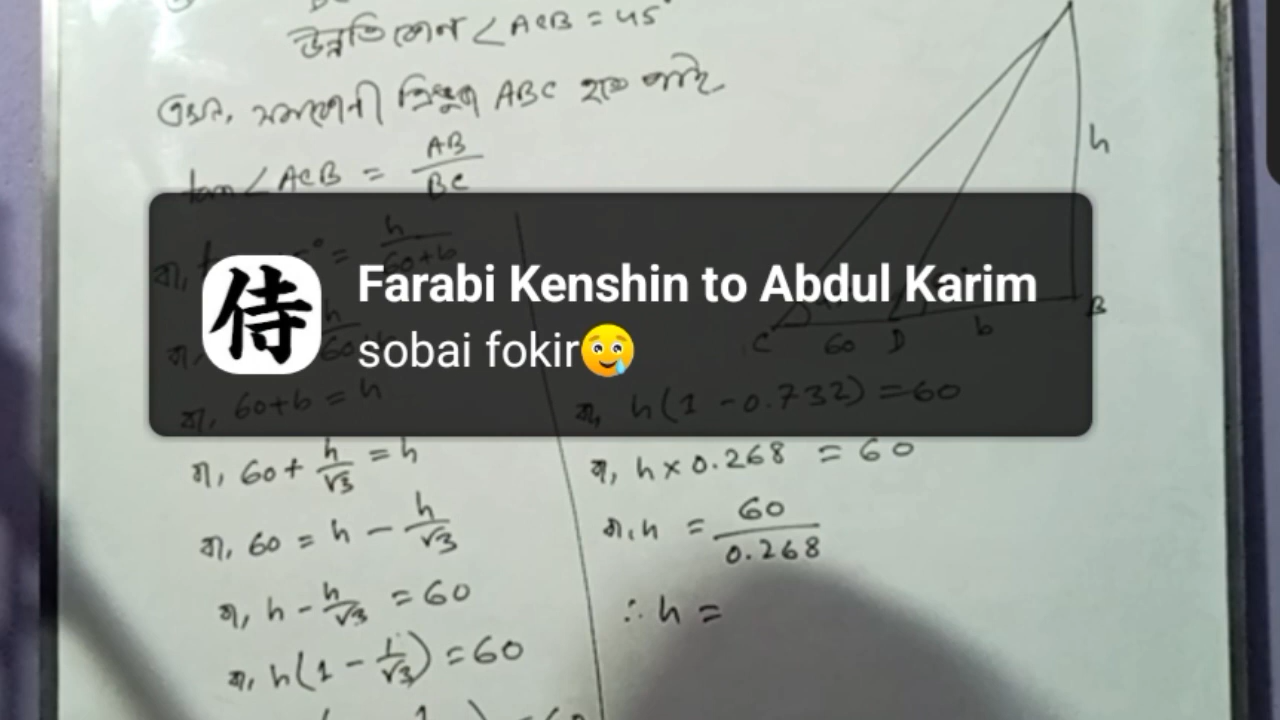 উন্নতি কোণ ∠ACB = 45°
এখন, সমকোণী ত্রিভুজ ABC হতে পাই
tan ∠ACB = AB/BC
h/60+b
60+b = h
বা, 60 + h/√3 = h
বা, 60 = h - h/√3
বা, h - h/√3 = 60
বা, h(1 - 1/√3) = 60
h
C 60 D b B
বা, h(1 - 0.732) = 60
বা, h × 0.268 = 60
বা, h = 60/0.268
∴ h =
侍
Farabi Kenshin to Abdul Karim
sobai fokir🥲